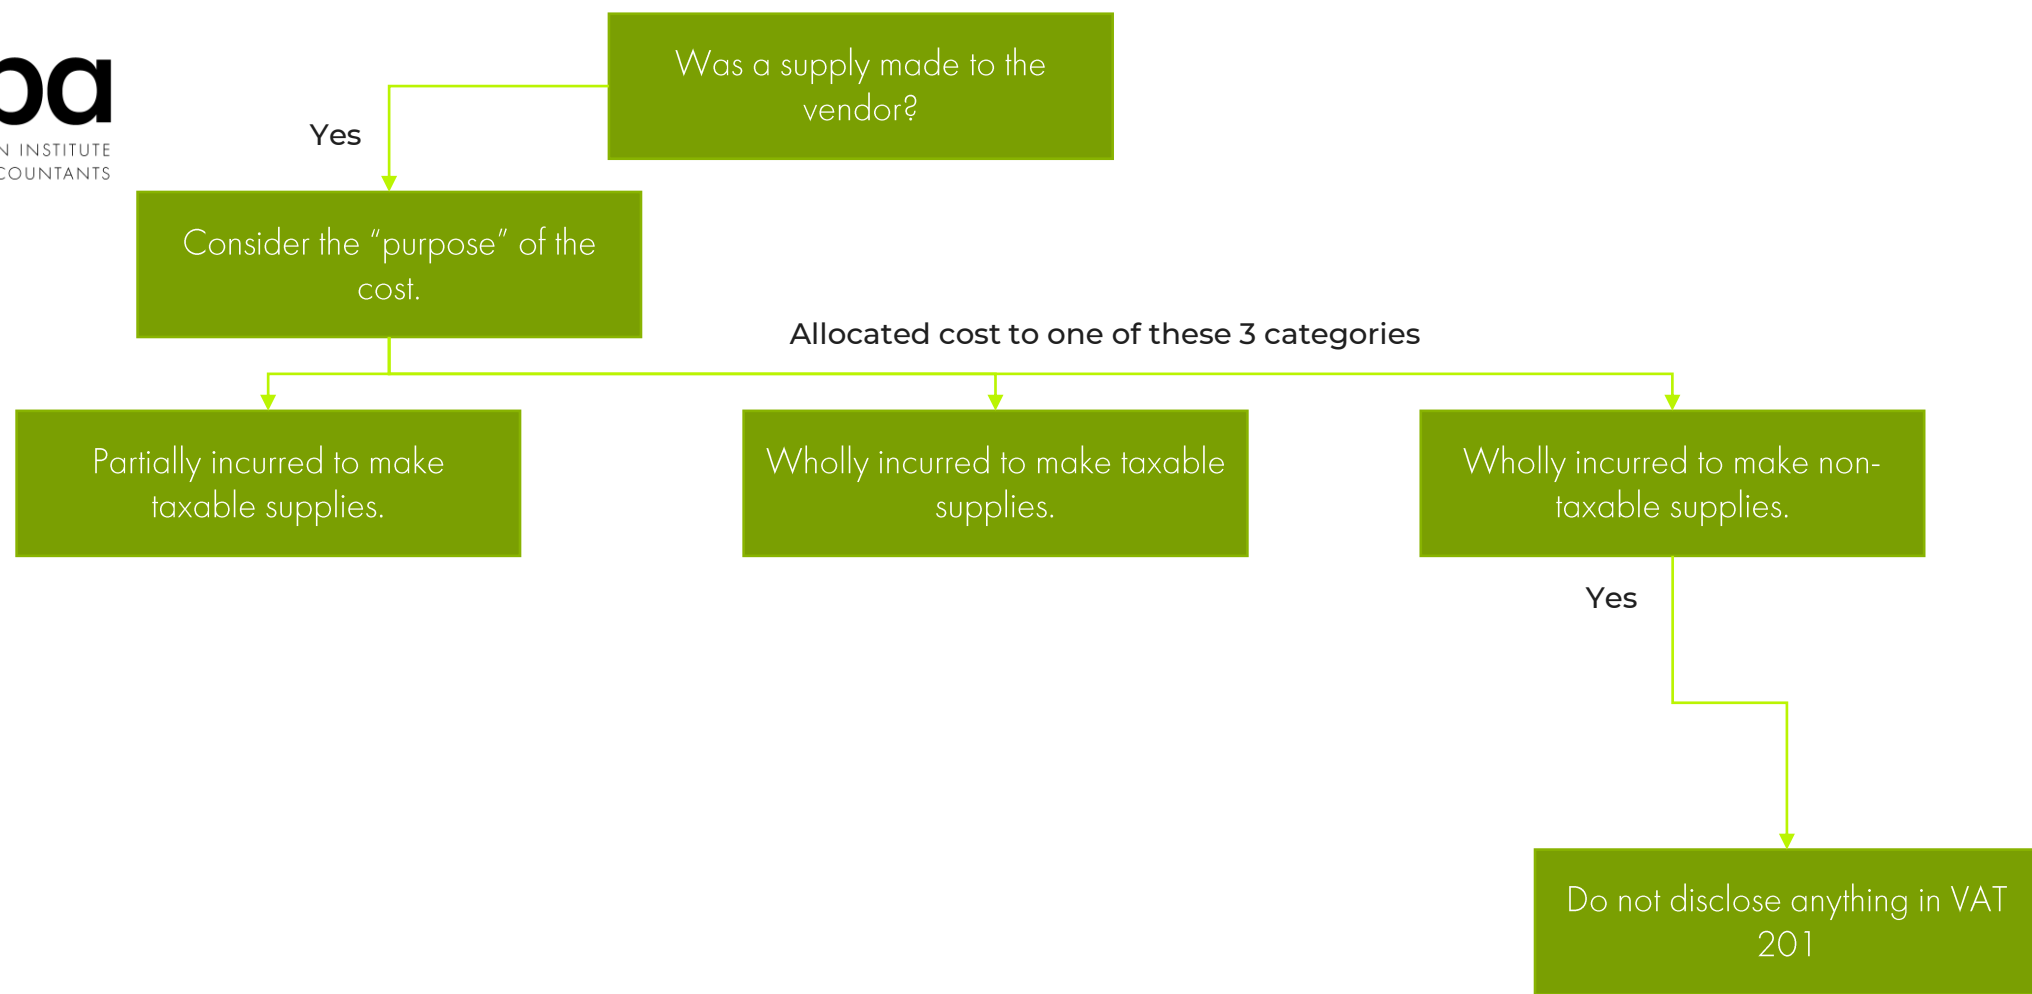 Was a supply made to the
vendor?
Yes
INSTITUTE
Consider the “purpose” of the
cost.
Allocated cost to one of these 3 categories
Partially incurred to make
taxable supplies.
Wholly incurred to make taxable
supplies.
Wholly incurred to make non-
taxable supplies.
Yes
Do not disclose anything in VAT
201